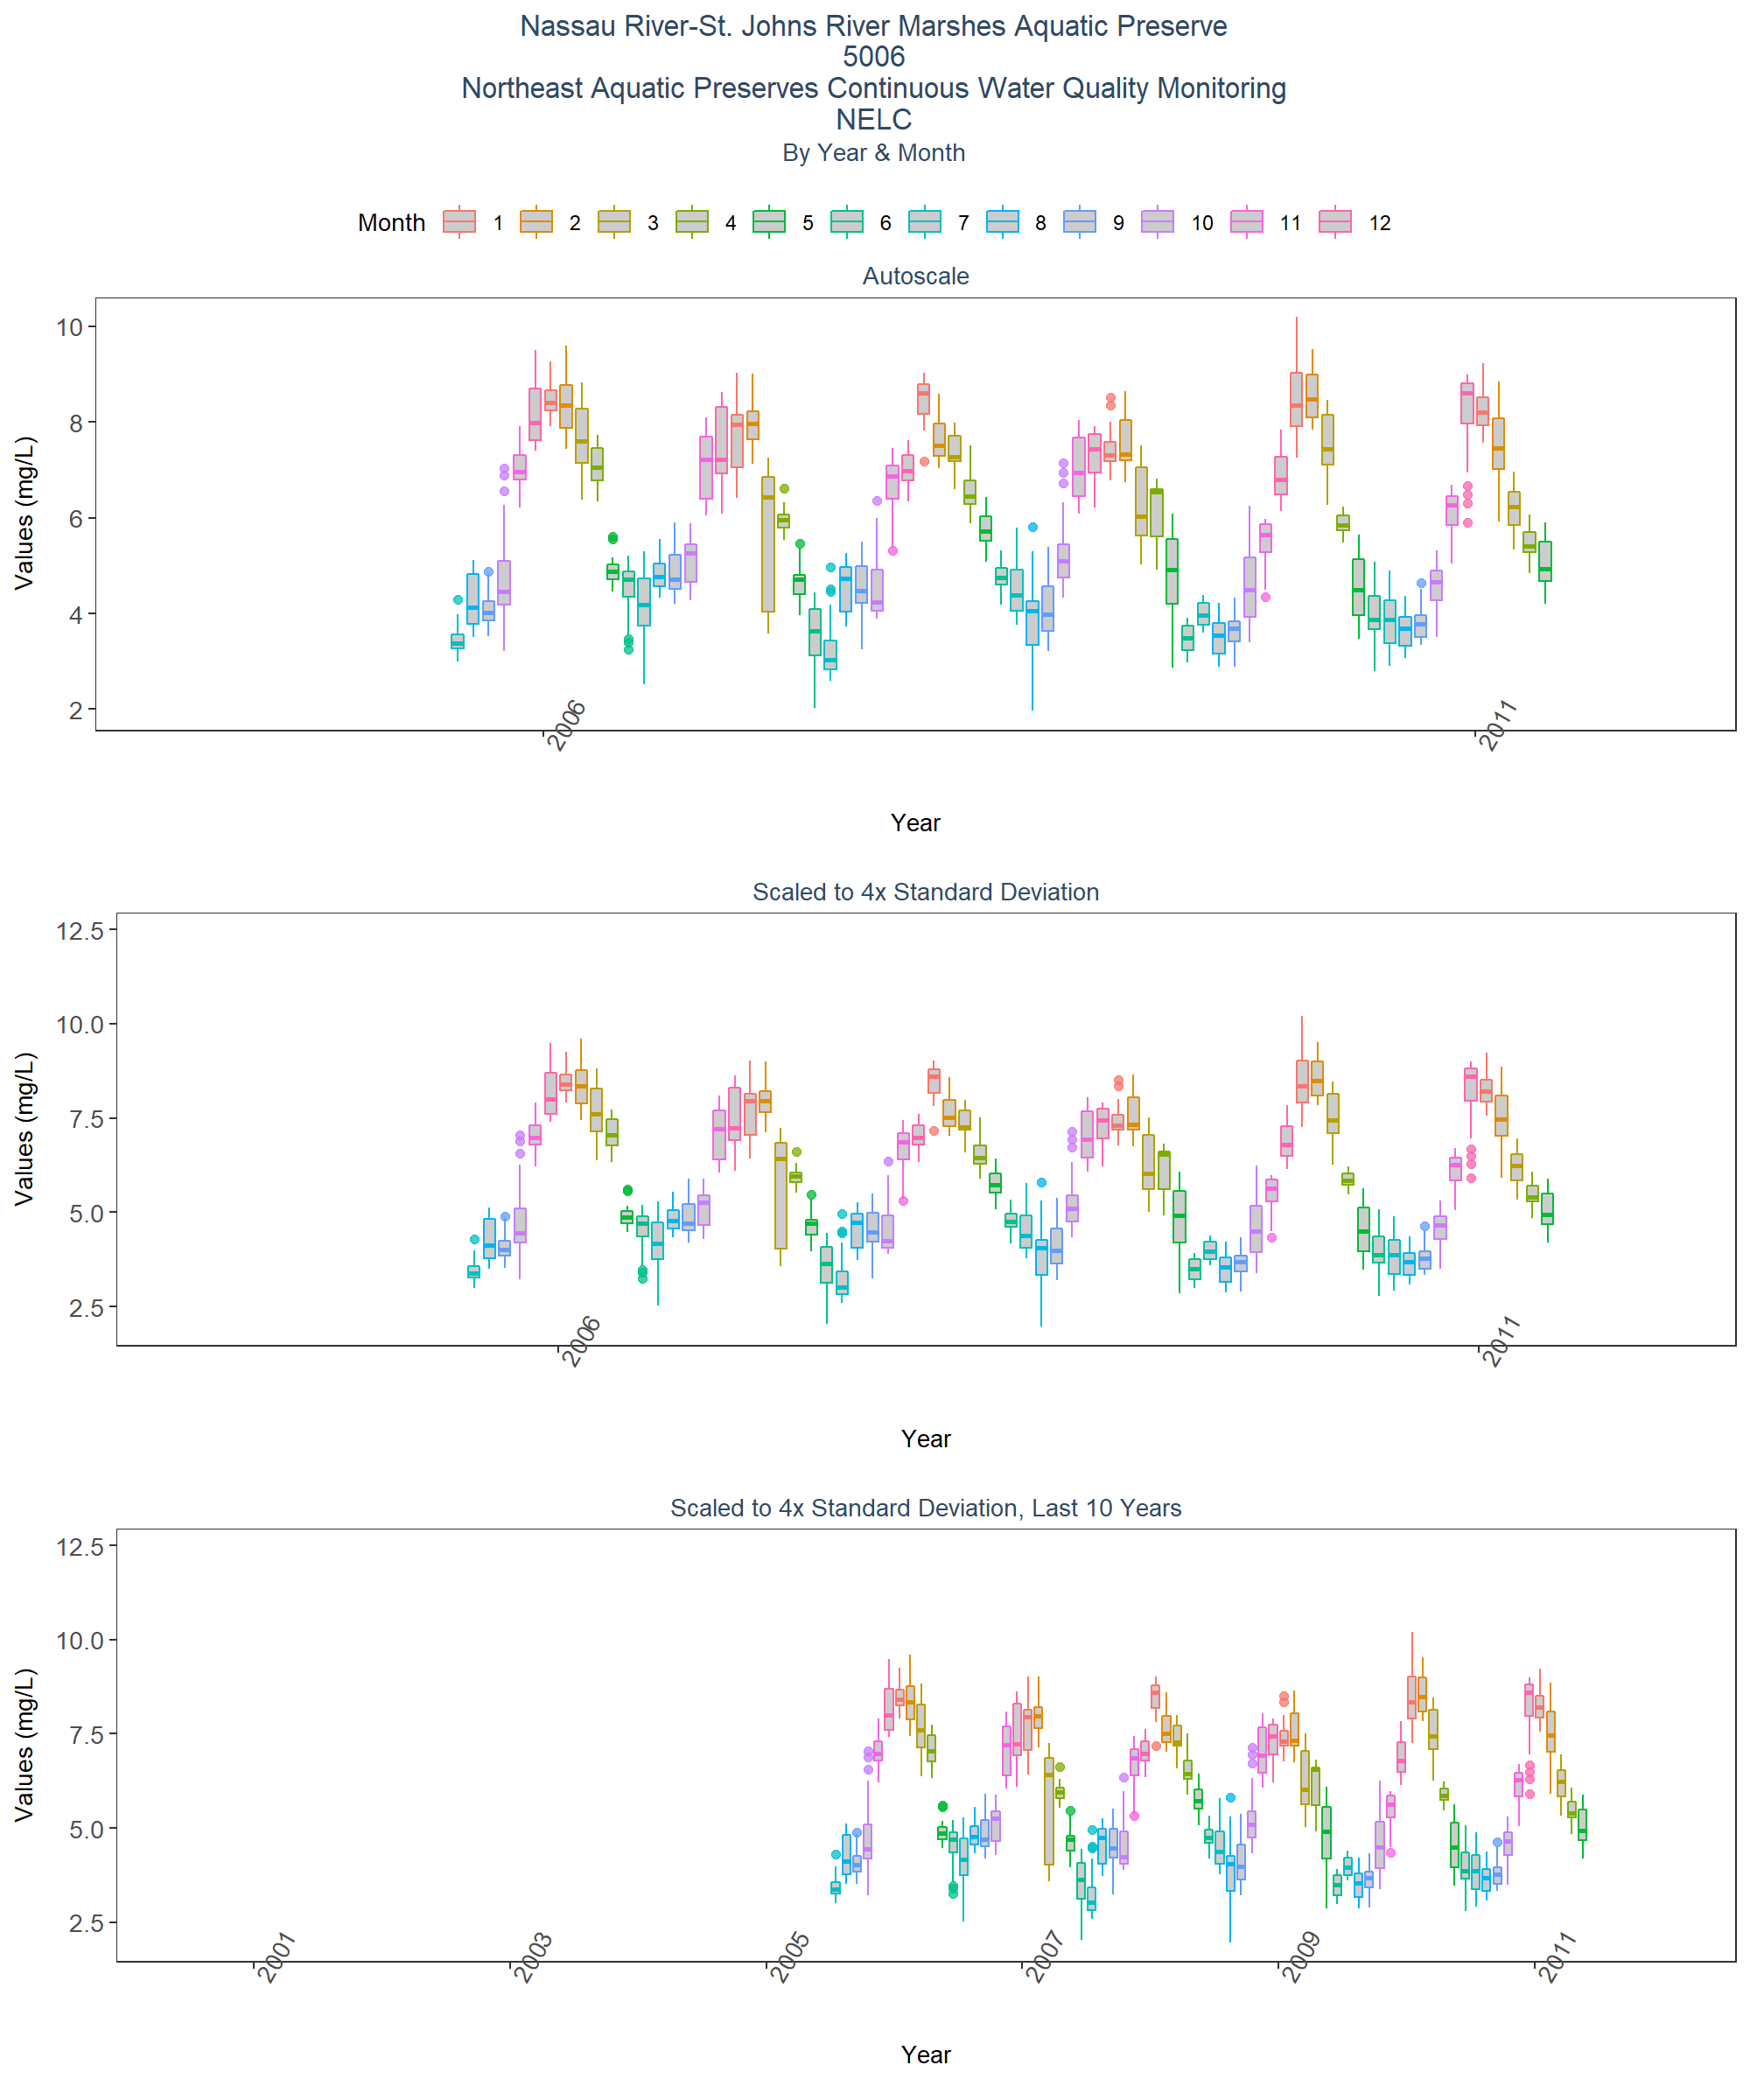 Nassau River-St. Johns River Marshes Aquatic Preserve
5006
Northeast Aquatic Preserves Continuous Water Quality Monitoring
NELC
By Year & Month
Month 1 2 3 4 5 6 7 8 9 10 11 12
Autoscale
Values (mg/L)
10
8
6
4
2
2006 2011
Year
Scaled to 4x Standard Deviation
Values (mg/L)
12.5
10.0
7.5
5.0
2.5
2006 2011
Year
Scaled to 4x Standard Deviation, Last 10 Years
Values (mg/L)
12.5
10.0
7.5
5.0
2.5
2001 2003 2005 2007 2009 2011
Year